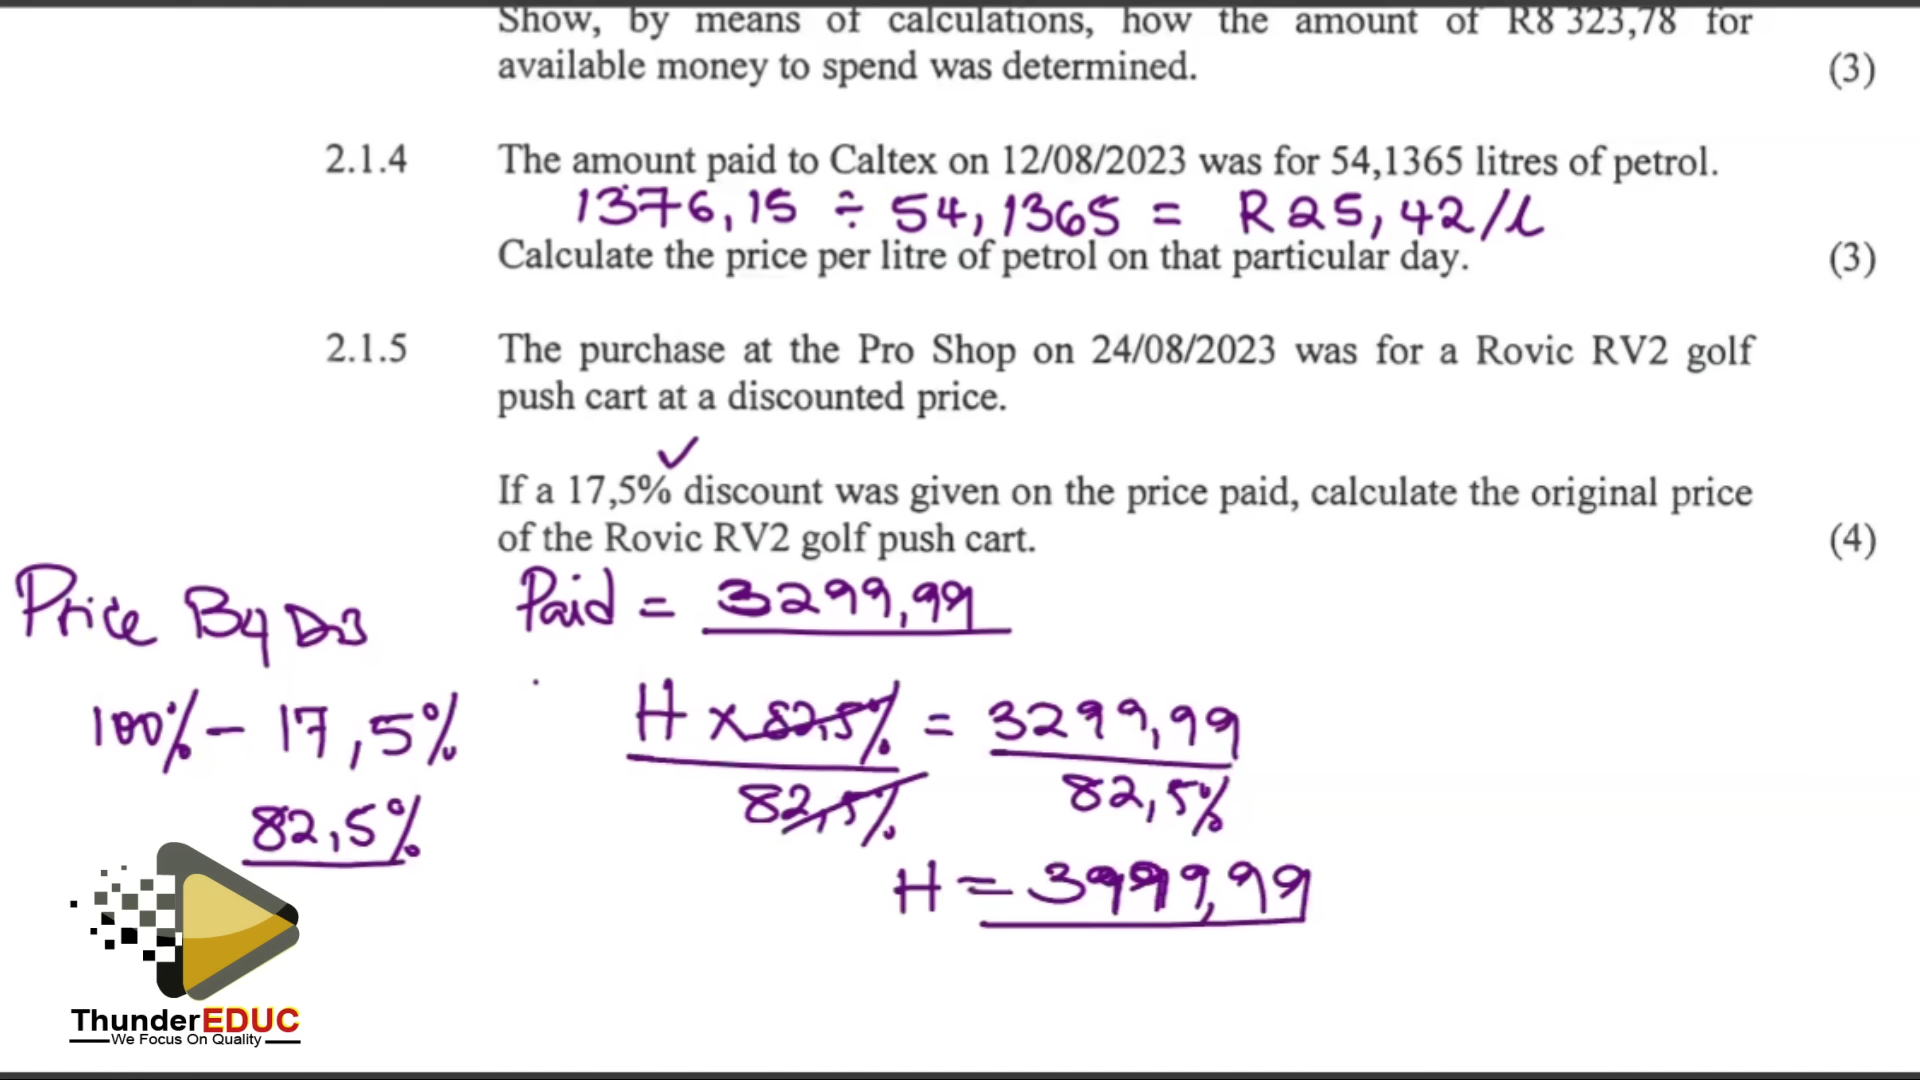 Show, by means of calculations, how the amount of R8 323,78 for
available money to spend was determined. (3)
2.1.4 The amount paid to Caltex on 12/08/2023 was for 54,1365 litres of petrol.
1376,15 ÷ 54,1365 = R25,42/l
Calculate the price per litre of petrol on that particular day. (3)
2.1.5 The purchase at the Pro Shop on 24/08/2023 was for a Rovic RV2 golf
push cart at a discounted price.
If a 17,5% discount was given on the price paid, calculate the original price
of the Rovic RV2 golf push cart. (4)
Price By Dis
Paid = 3299,99
100% - 17,5%
82,5%
H x 82,5% = 3299,99
82,5% 82,5%
H = 3999,99
ThunderEDUC
We Focus On Quality